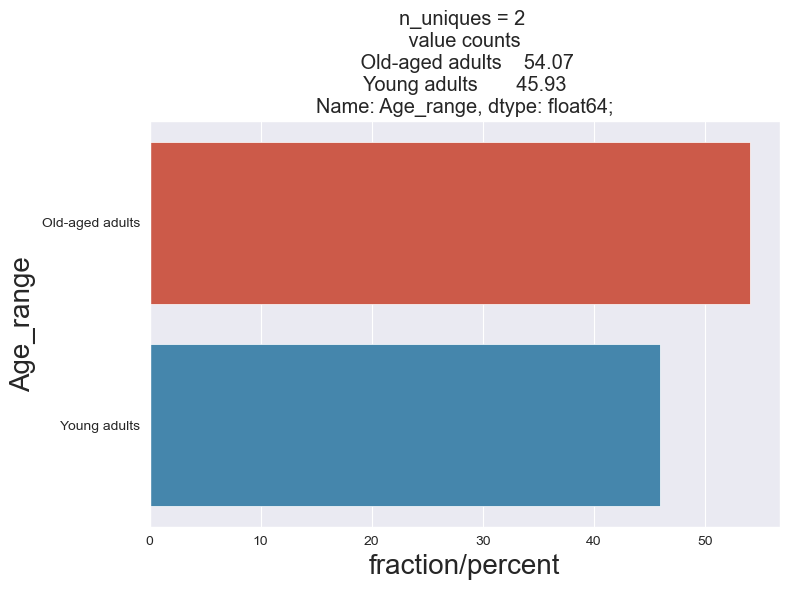 n_uniques = 2
value counts
Old-aged adults    54.07
Young adults       45.93
Name: Age_range, dtype: float64;
Age_range
Old-aged adults
Young adults
0 10 20 30 40 50
fraction/percent